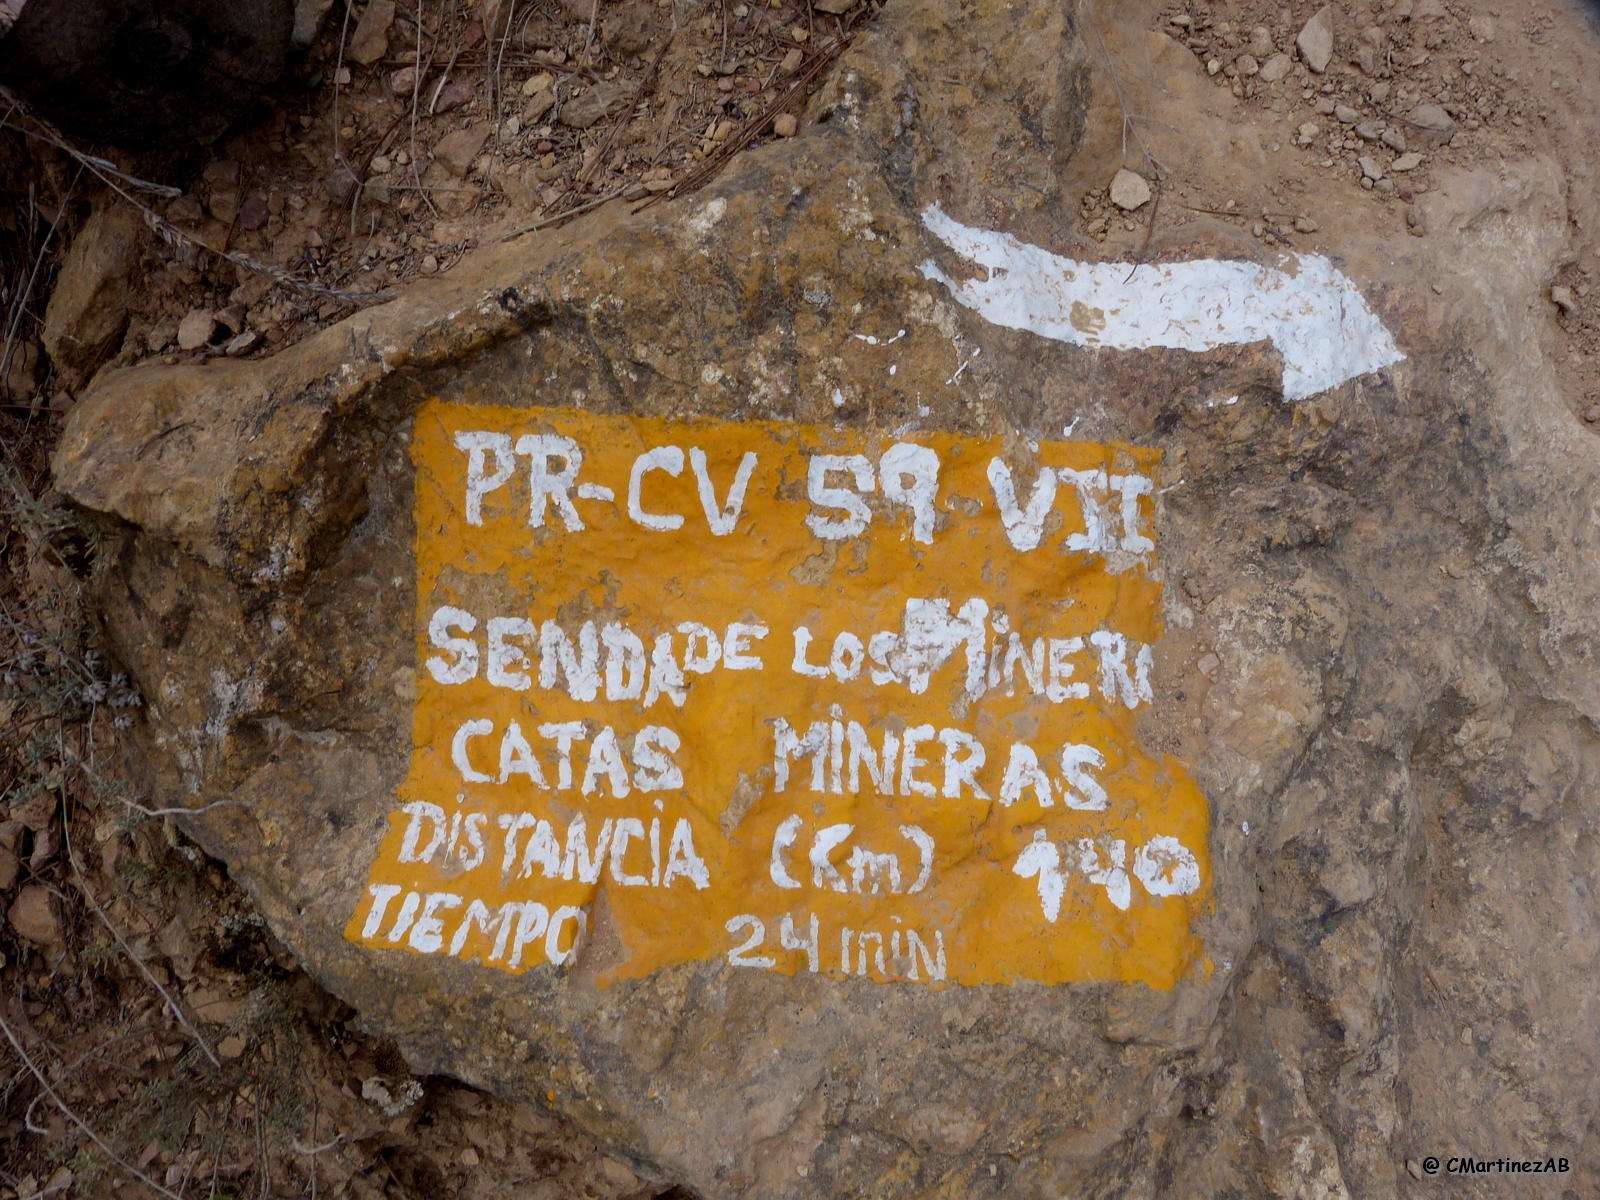 PR-CV 59 VII
SENDA DE LOS MINERO
CATAS MINERAS
DiSTANCiA (Km) 1'40
TiEMPO 24 min
@ CMartinezAB